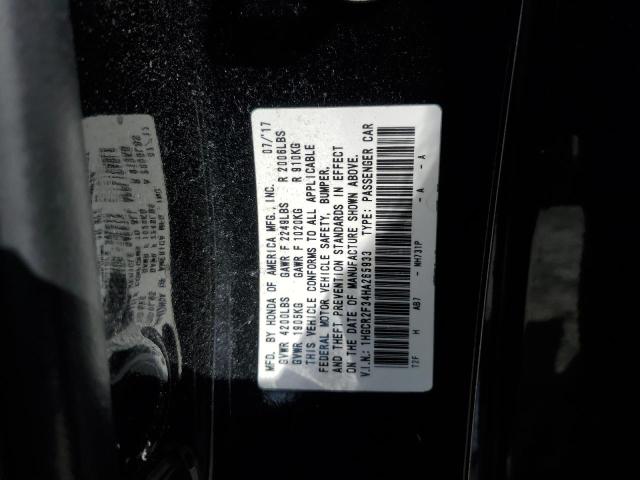 MFD. BY HONDA OF AMERICA MFG., INC. 07/17
GVWR 4200LBS GAWR F 2249LBS R 2006LBS
GVWR 1905KG GAWR F 1020KG R 910KG
THIS VEHICLE CONFORMS TO ALL APPLICABLE
FEDERAL MOTOR VEHICLE SAFETY, BUMPER,
AND THEFT PREVENTION STANDARDS IN EFFECT
ON THE DATE OF MANUFACTURE SHOWN ABOVE.
V.I.N.: 1HGCR2F34HA265933 TYPE: PASSENGER CAR
T2F H AB7 - NH731P - A - A